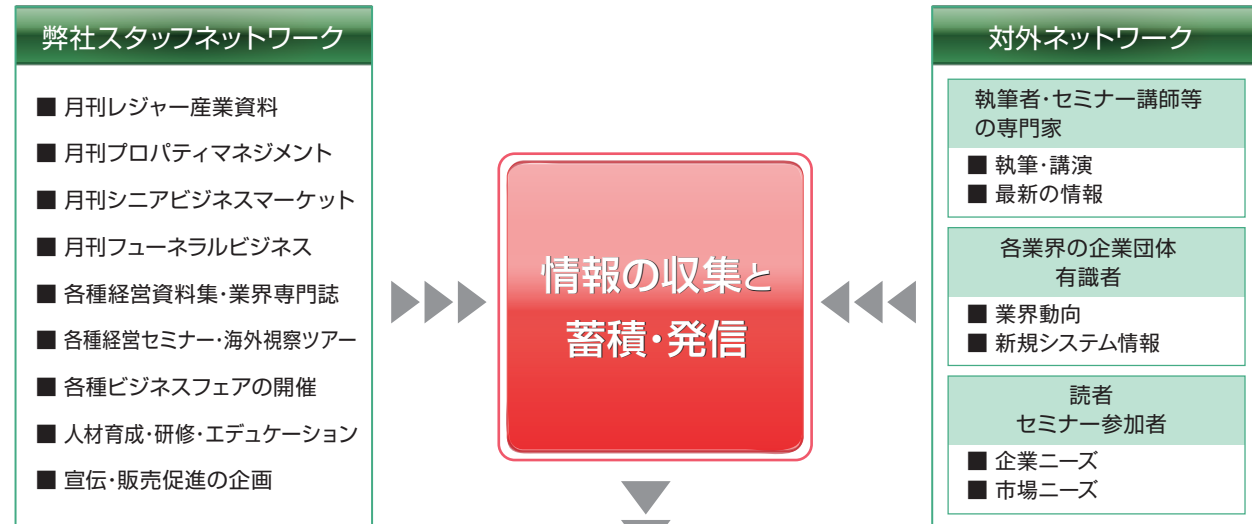 弊社スタッフネットワーク
■ 月刊レジャー産業資料
■ 月刊プロパティマネジメント
■ 月刊シニアビジネスマーケット
■ 月刊フューネラルビジネス
■ 各種経営資料集・業界専門誌
■ 各種経営セミナー・海外視察ツアー
■ 各種ビジネスフェアの開催
■ 人材育成・研修・エデュケーション
■ 宣伝・販売促進の企画
情報の収集と
蓄積・発信
対外ネットワーク
執筆者・セミナー講師等
の専門家
■ 執筆・講演
■ 最新の情報
各業界の企業団体
有識者
■ 業界動向
■ 新規システム情報
読者
セミナー参加者
■ 企業ニーズ
■ 市場ニーズ